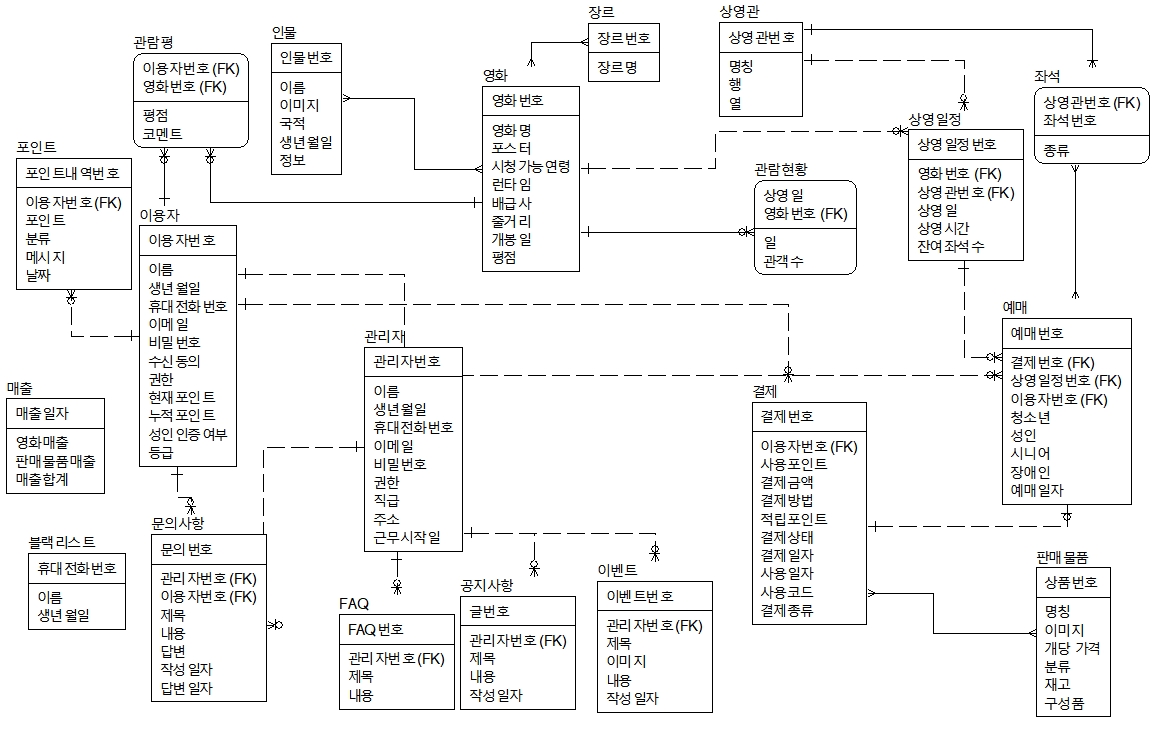 관람평
이용자번호(FK)
영화번호(FK)
평점
코멘트
인물
인물번호
이름
이미지
국적
생년월일
정보
영화
영화 번호
영화 명
포스터
시청 가능 연령
런타임
배급사
줄거리
개봉 일
평점
장르
장르번호
장르명
상영관
상영관번호
명칭
행
열
좌석
상영관번호(FK)
좌석번호
종류
상영일정
상영 일정 번호
영화 번호 (FK)
상영관 번호(FK)
상영 일
상영 시간
잔여 좌석 수
관람현황
상영 일
영화 번호 (FK)
일
관객 수
포인트
포인트내역번호
이용자번호(FK)
포인트
분류
메시지
날짜
이용자
이용자번호
이름
생년월일
휴대 전화 번호
이메일
비밀 번호
수신 동의
권한
현재 포인트
누적 포인트
성인 인증 여부
등급
관리자
관리자번호
이름
생년월일
휴대전화번호
이메일
비밀번호
권한
직급
주소
근무시작일
매출
매출일자
영화매출
판매물품매출
매출합계
결제
결제번호
이용자번호(FK)
사용포인트
결제금액
결제방법
적립포인트
결제상태
결제일자
사용일자
사용코드
결제종류
예매
예매번호
결제번호(FK)
상영일정번호(FK)
이용자번호(FK)
청소년
성인
시니어
장애인
예매일자
블랙리스트
휴대 전화 번호
이름
생년월일
문의사항
문의 번호
관리자번호(FK)
이용자번호(FK)
제목
내용
답변
작성 일자
답변 일자
FAQ
FAQ 번호
관리자번호(FK)
제목
내용
공지사항
글번호
관리자번호(FK)
제목
내용
작성일자
이벤트
이벤트번호
관리자번호(FK)
제목
이미지
내용
작성 일자
판매물품
상품번호
명칭
이미지
개당 가격
분류
재고
구성품